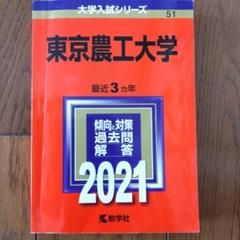 大学入試シリーズ
51
東京農工大学
最近3カ年
傾向と対策
過去問
解答
2021
教学社